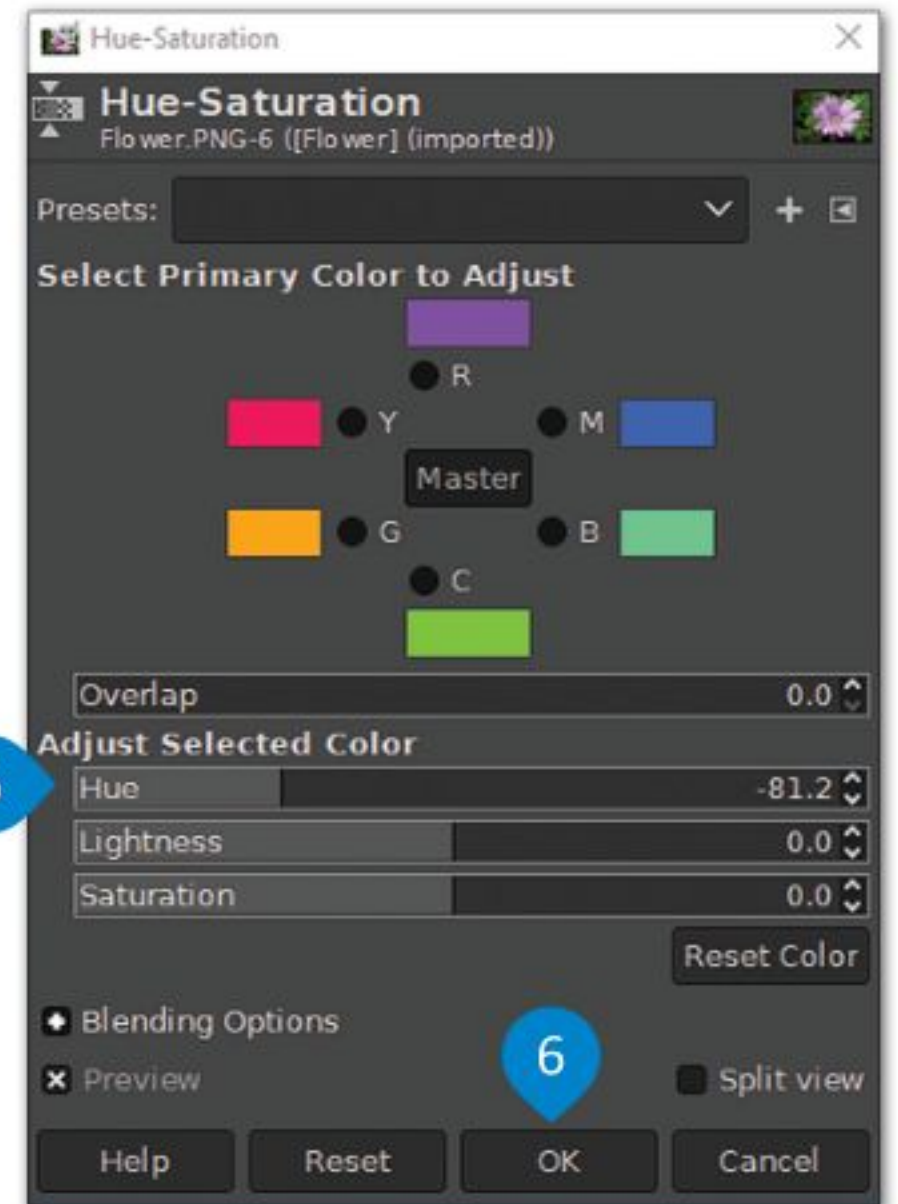 Hue-Saturation
Hue-Saturation
Flower.PNG-6 ([Flower] (imported))
Presets:
Select Primary Color to Adjust
R
Y M
Master
G B
C
Overlap 0.0
Adjust Selected Color
Hue -81.2
Lightness 0.0
Saturation 0.0
Reset Color
Blending Options
6
Preview Split view
Help Reset OK Cancel